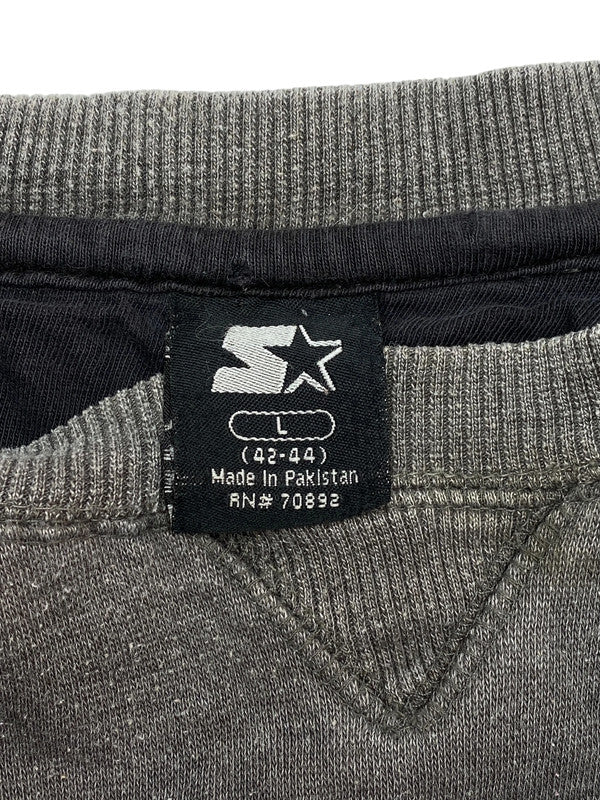 S★
L
(42-44)
Made In Pakistan
RN# 70892